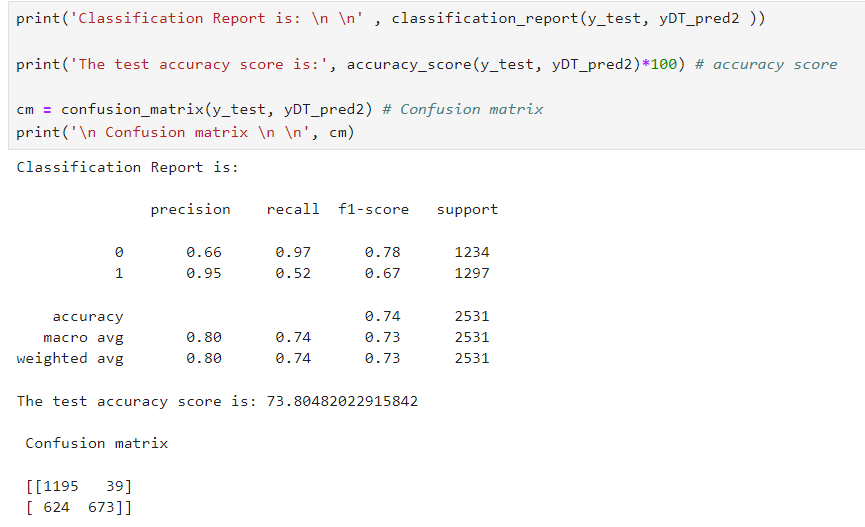 print('Classification Report is: \n \n' , classification_report(y_test, yDT_pred2 ))
print('The test accuracy score is:', accuracy_score(y_test, yDT_pred2)*100) # accuracy score
cm = confusion_matrix(y_test, yDT_pred2) # Confusion matrix
print('\n Confusion matrix \n \n', cm)
Classification Report is:
precision recall f1-score support
0 0.66 0.97 0.78 1234
1 0.95 0.52 0.67 1297
accuracy 0.74 2531
macro avg 0.80 0.74 0.73 2531
weighted avg 0.80 0.74 0.73 2531
The test accuracy score is: 73.80482022915842
Confusion matrix
[[1195 39]
[ 624 673]]